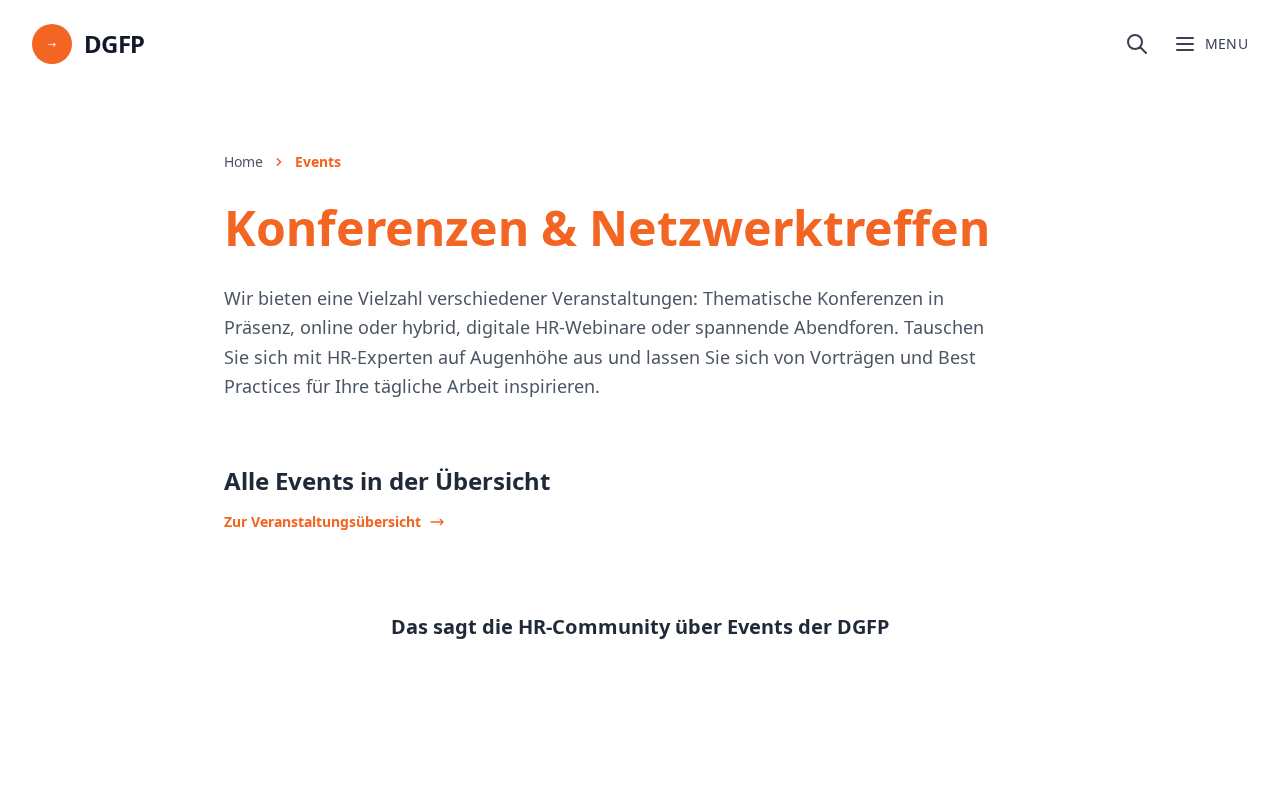 → DGFP
MENU
Home > Events
Konferenzen & Netzwerktreffen
Wir bieten eine Vielzahl verschiedener Veranstaltungen: Thematische Konferenzen in
Präsenz, online oder hybrid, digitale HR-Webinare oder spannende Abendforen. Tauschen
Sie sich mit HR-Experten auf Augenhöhe aus und lassen Sie sich von Vorträgen und Best
Practices für Ihre tägliche Arbeit inspirieren.
Alle Events in der Übersicht
Zur Veranstaltungsübersicht →
Das sagt die HR-Community über Events der DGFP